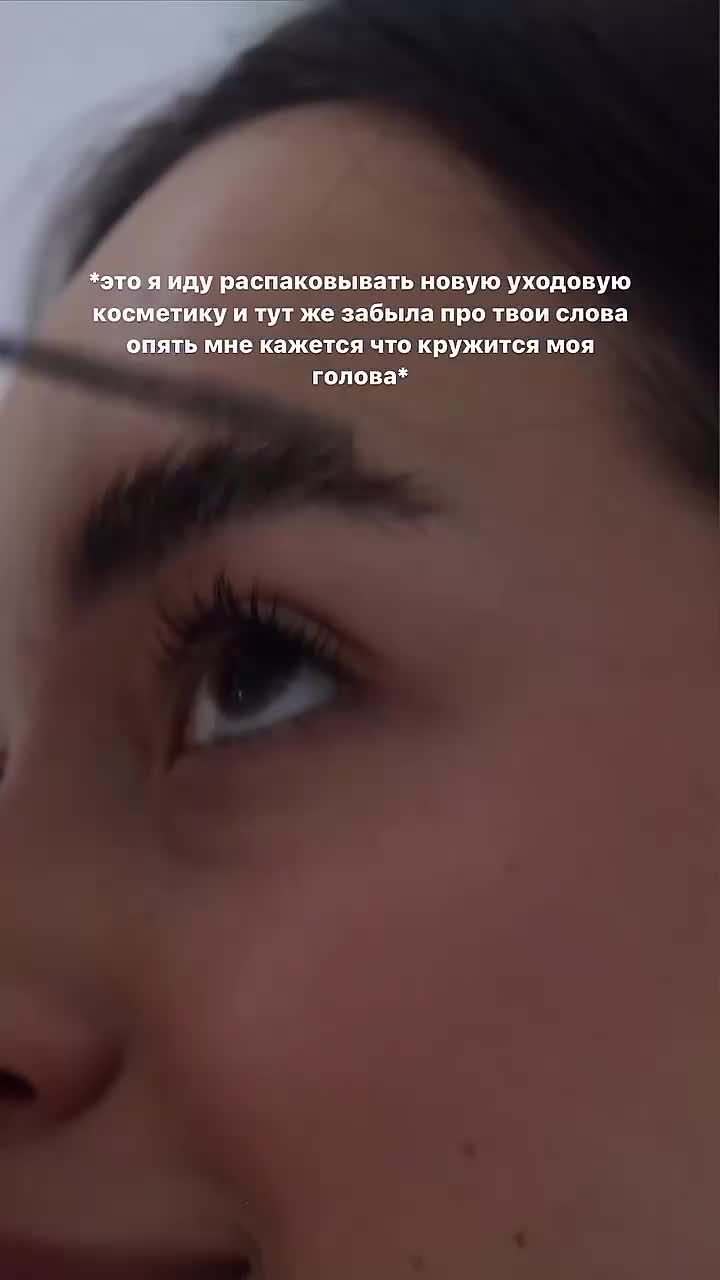 *это я иду распаковывать новую уходовую
косметику и тут же забыла про твои слова
опять мне кажется что кружится моя
голова*